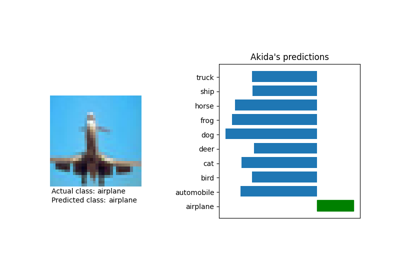 Akida's predictions
truck
ship
horse
frog
dog
deer
cat
bird
automobile
airplane
Actual class: airplane
Predicted class: airplane